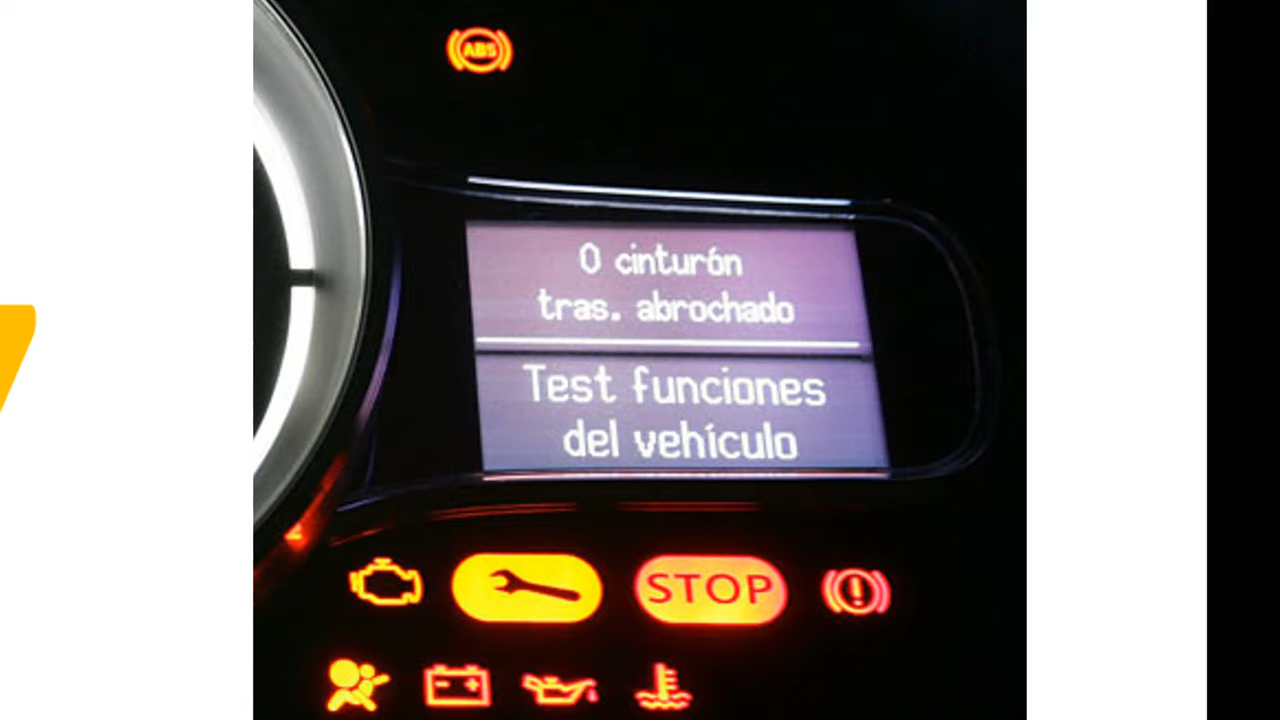 ABS
0 cinturón
tras. abrochado
Test funciones
del vehículo
STOP